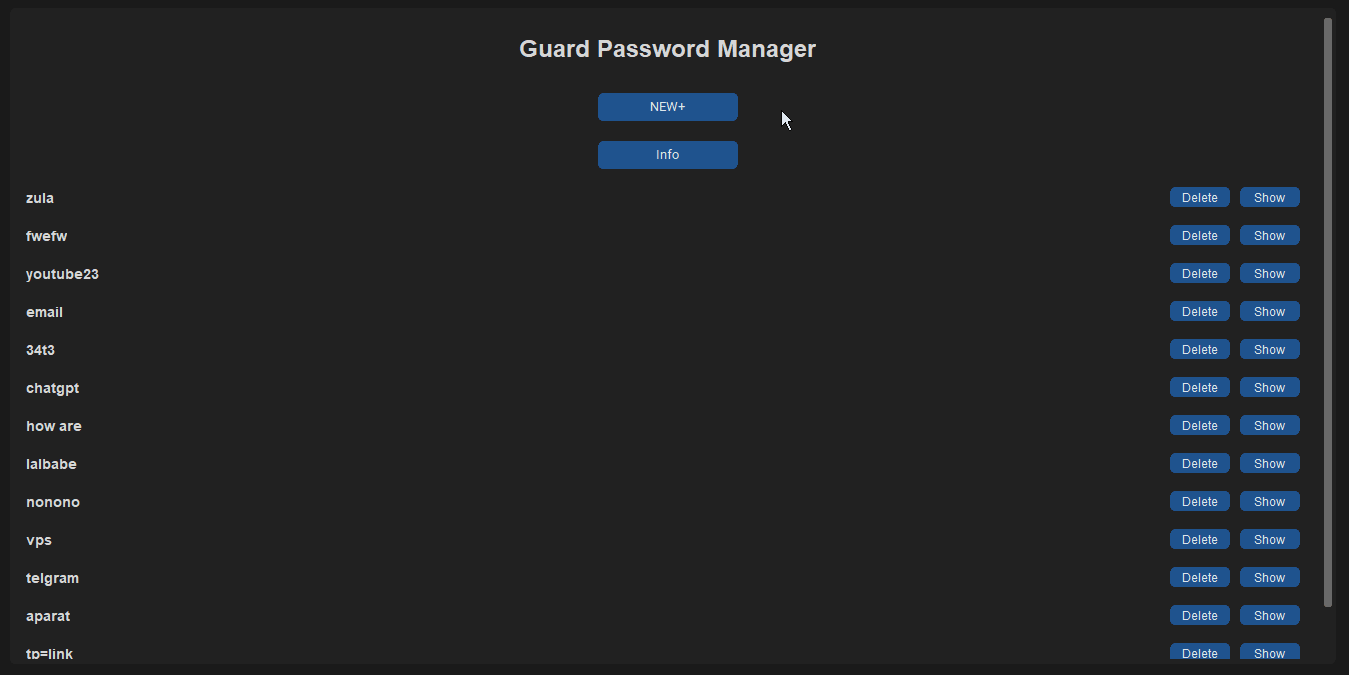 Guard Password Manager
NEW+
Info
zula Delete Show
fwefw Delete Show
youtube23 Delete Show
email Delete Show
34t3 Delete Show
chatgpt Delete Show
how are Delete Show
lalbabe Delete Show
nonono Delete Show
vps Delete Show
telgram Delete Show
aparat Delete Show
tp=link Delete Show